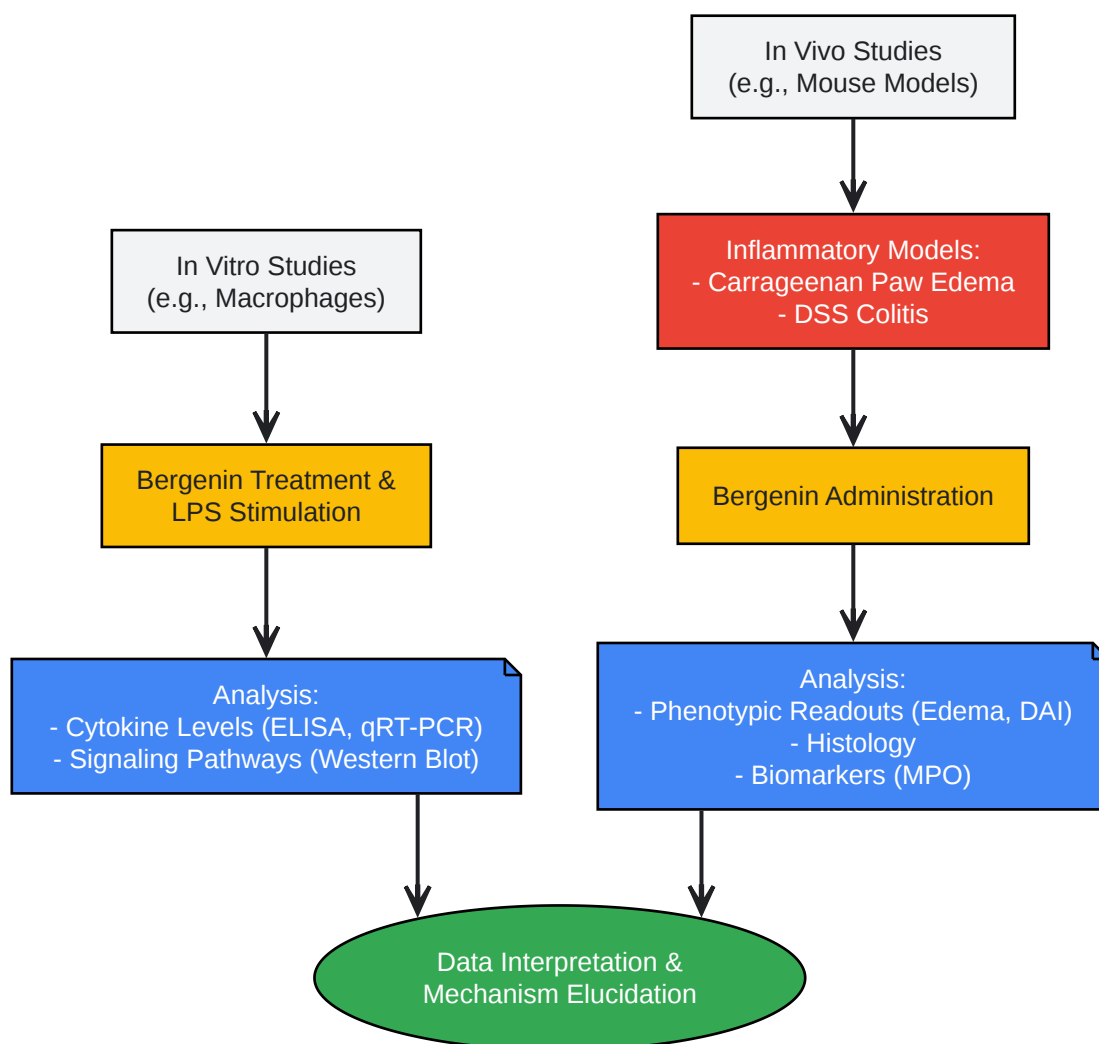 In Vivo Studies
(e.g., Mouse Models)
Inflammatory Models:
- Carrageenan Paw Edema
- DSS Colitis
In Vitro Studies
(e.g., Macrophages)
Bergenin Treatment &
LPS Stimulation
Bergenin Administration
Analysis:
- Cytokine Levels (ELISA, qRT-PCR)
- Signaling Pathways (Western Blot)
Analysis:
- Phenotypic Readouts (Edema, DAI)
- Histology
- Biomarkers (MPO)
Data Interpretation &
Mechanism Elucidation